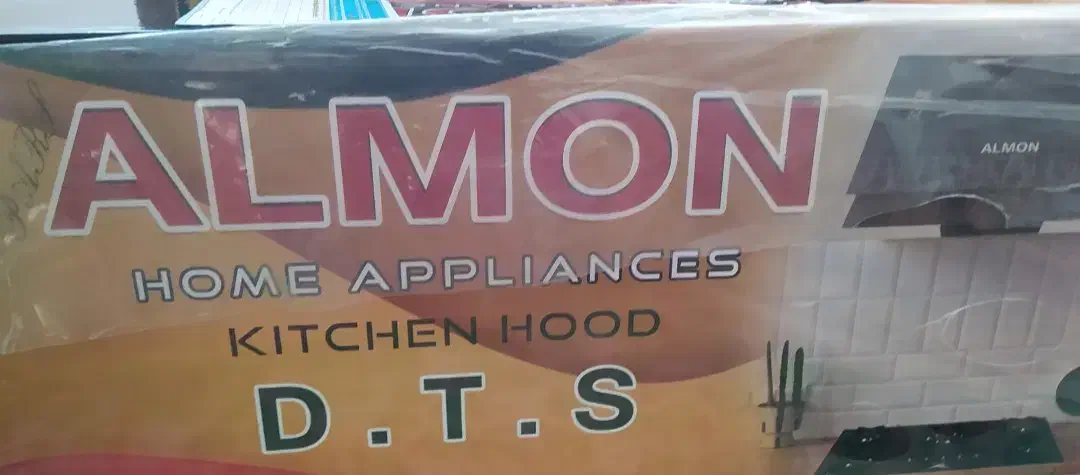 ALMON
HOME APPLIANCES
KITCHEN HOOD
D.T.S
ALMON